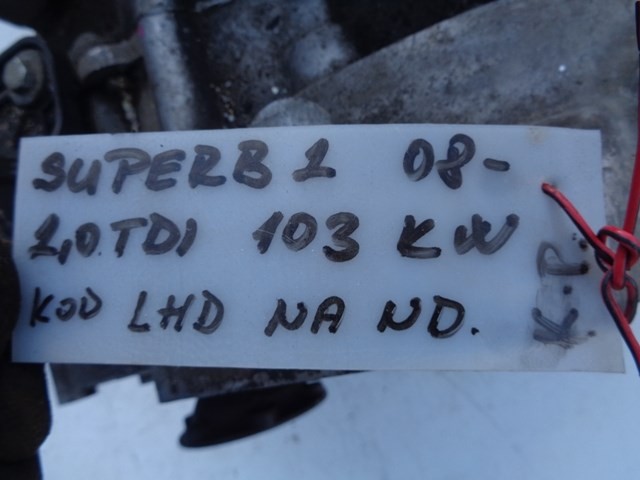 SUPERB 2 08-
2,0 TDI 103 KW
KOD LHD NA ND.
K.P.